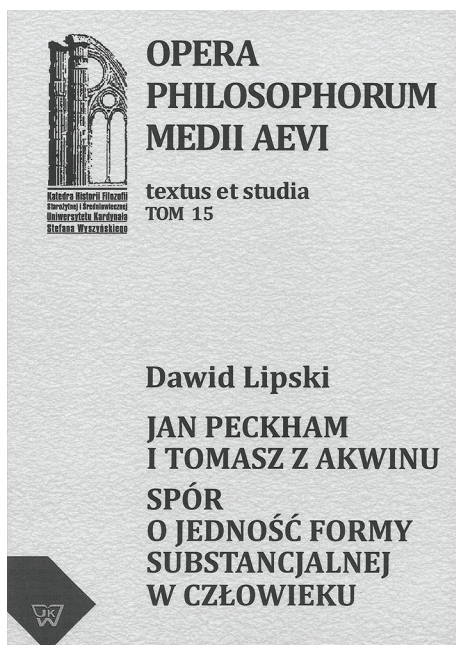 OPERA
PHILOSOPHORUM
MEDII AEVI
textus et studia
TOM 15
Katedra Historii Filozofii
Starożytnej i Średniowiecznej
Uniwersytetu Kardynała
Stefana Wyszyńskiego
Dawid Lipski
JAN PECKHAM
I TOMASZ Z AKWINU
SPÓR
O JEDNOŚĆ FORMY
SUBSTANCJALNEJ
W CZŁOWIEKU
UKW